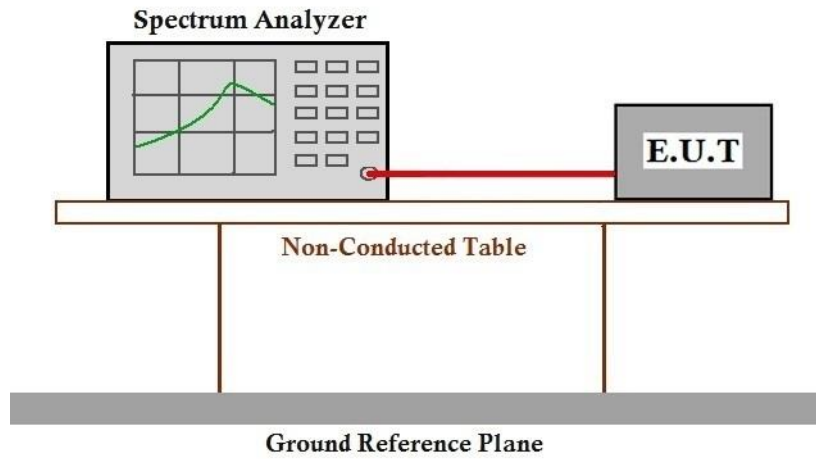 Spectrum Analyzer
E.U.T
Non-Conducted Table
Ground Reference Plane